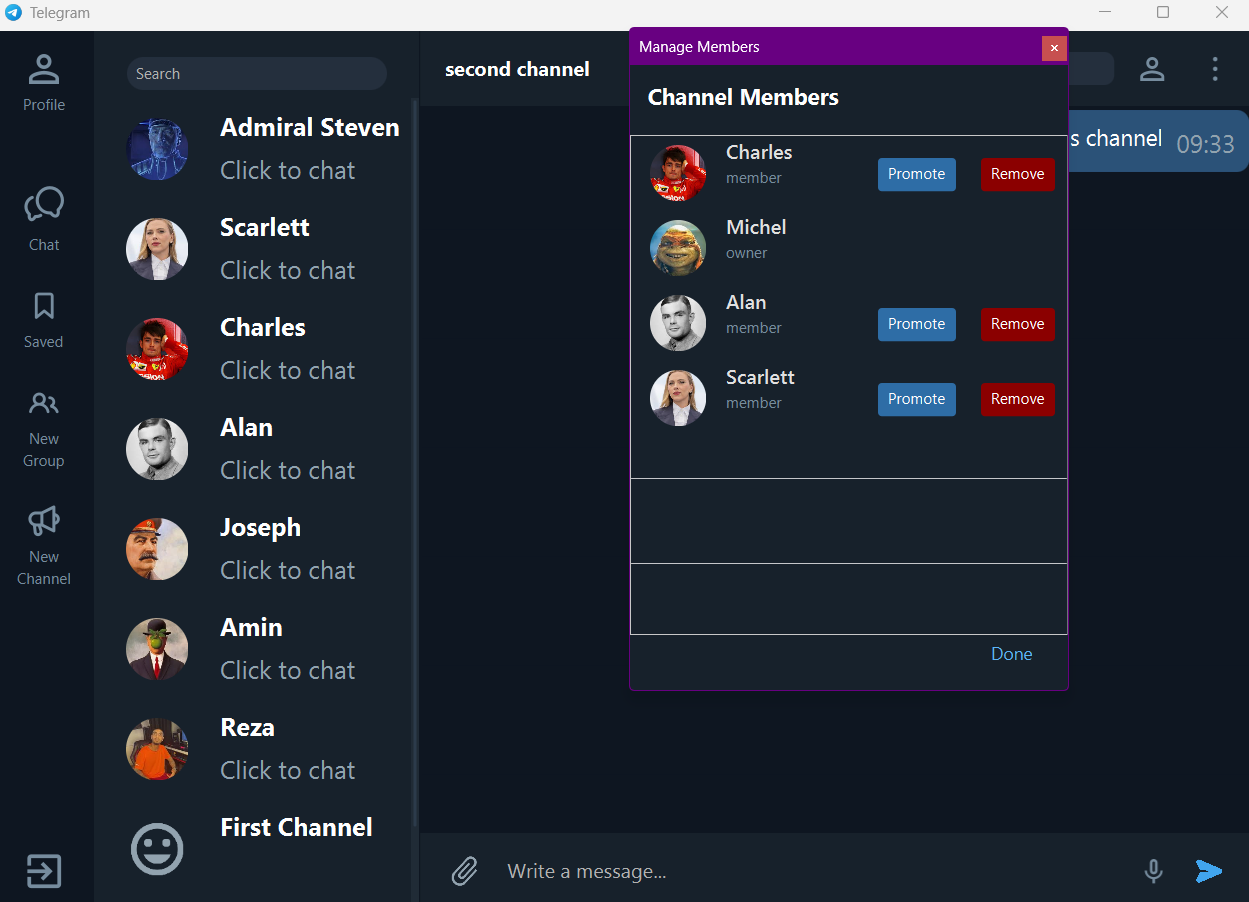 Telegram
Profile
Chat
Saved
New
Group
New
Channel
Search
Admiral Steven
Click to chat
Scarlett
Click to chat
Charles
Click to chat
Alan
Click to chat
Joseph
Click to chat
Amin
Click to chat
Reza
Click to chat
First Channel
second channel
s channel 09:33
Manage Members
Channel Members
Charles
member
Promote Remove
Michel
owner
Alan
member
Promote Remove
Scarlett
member
Promote Remove
Done
Write a message...